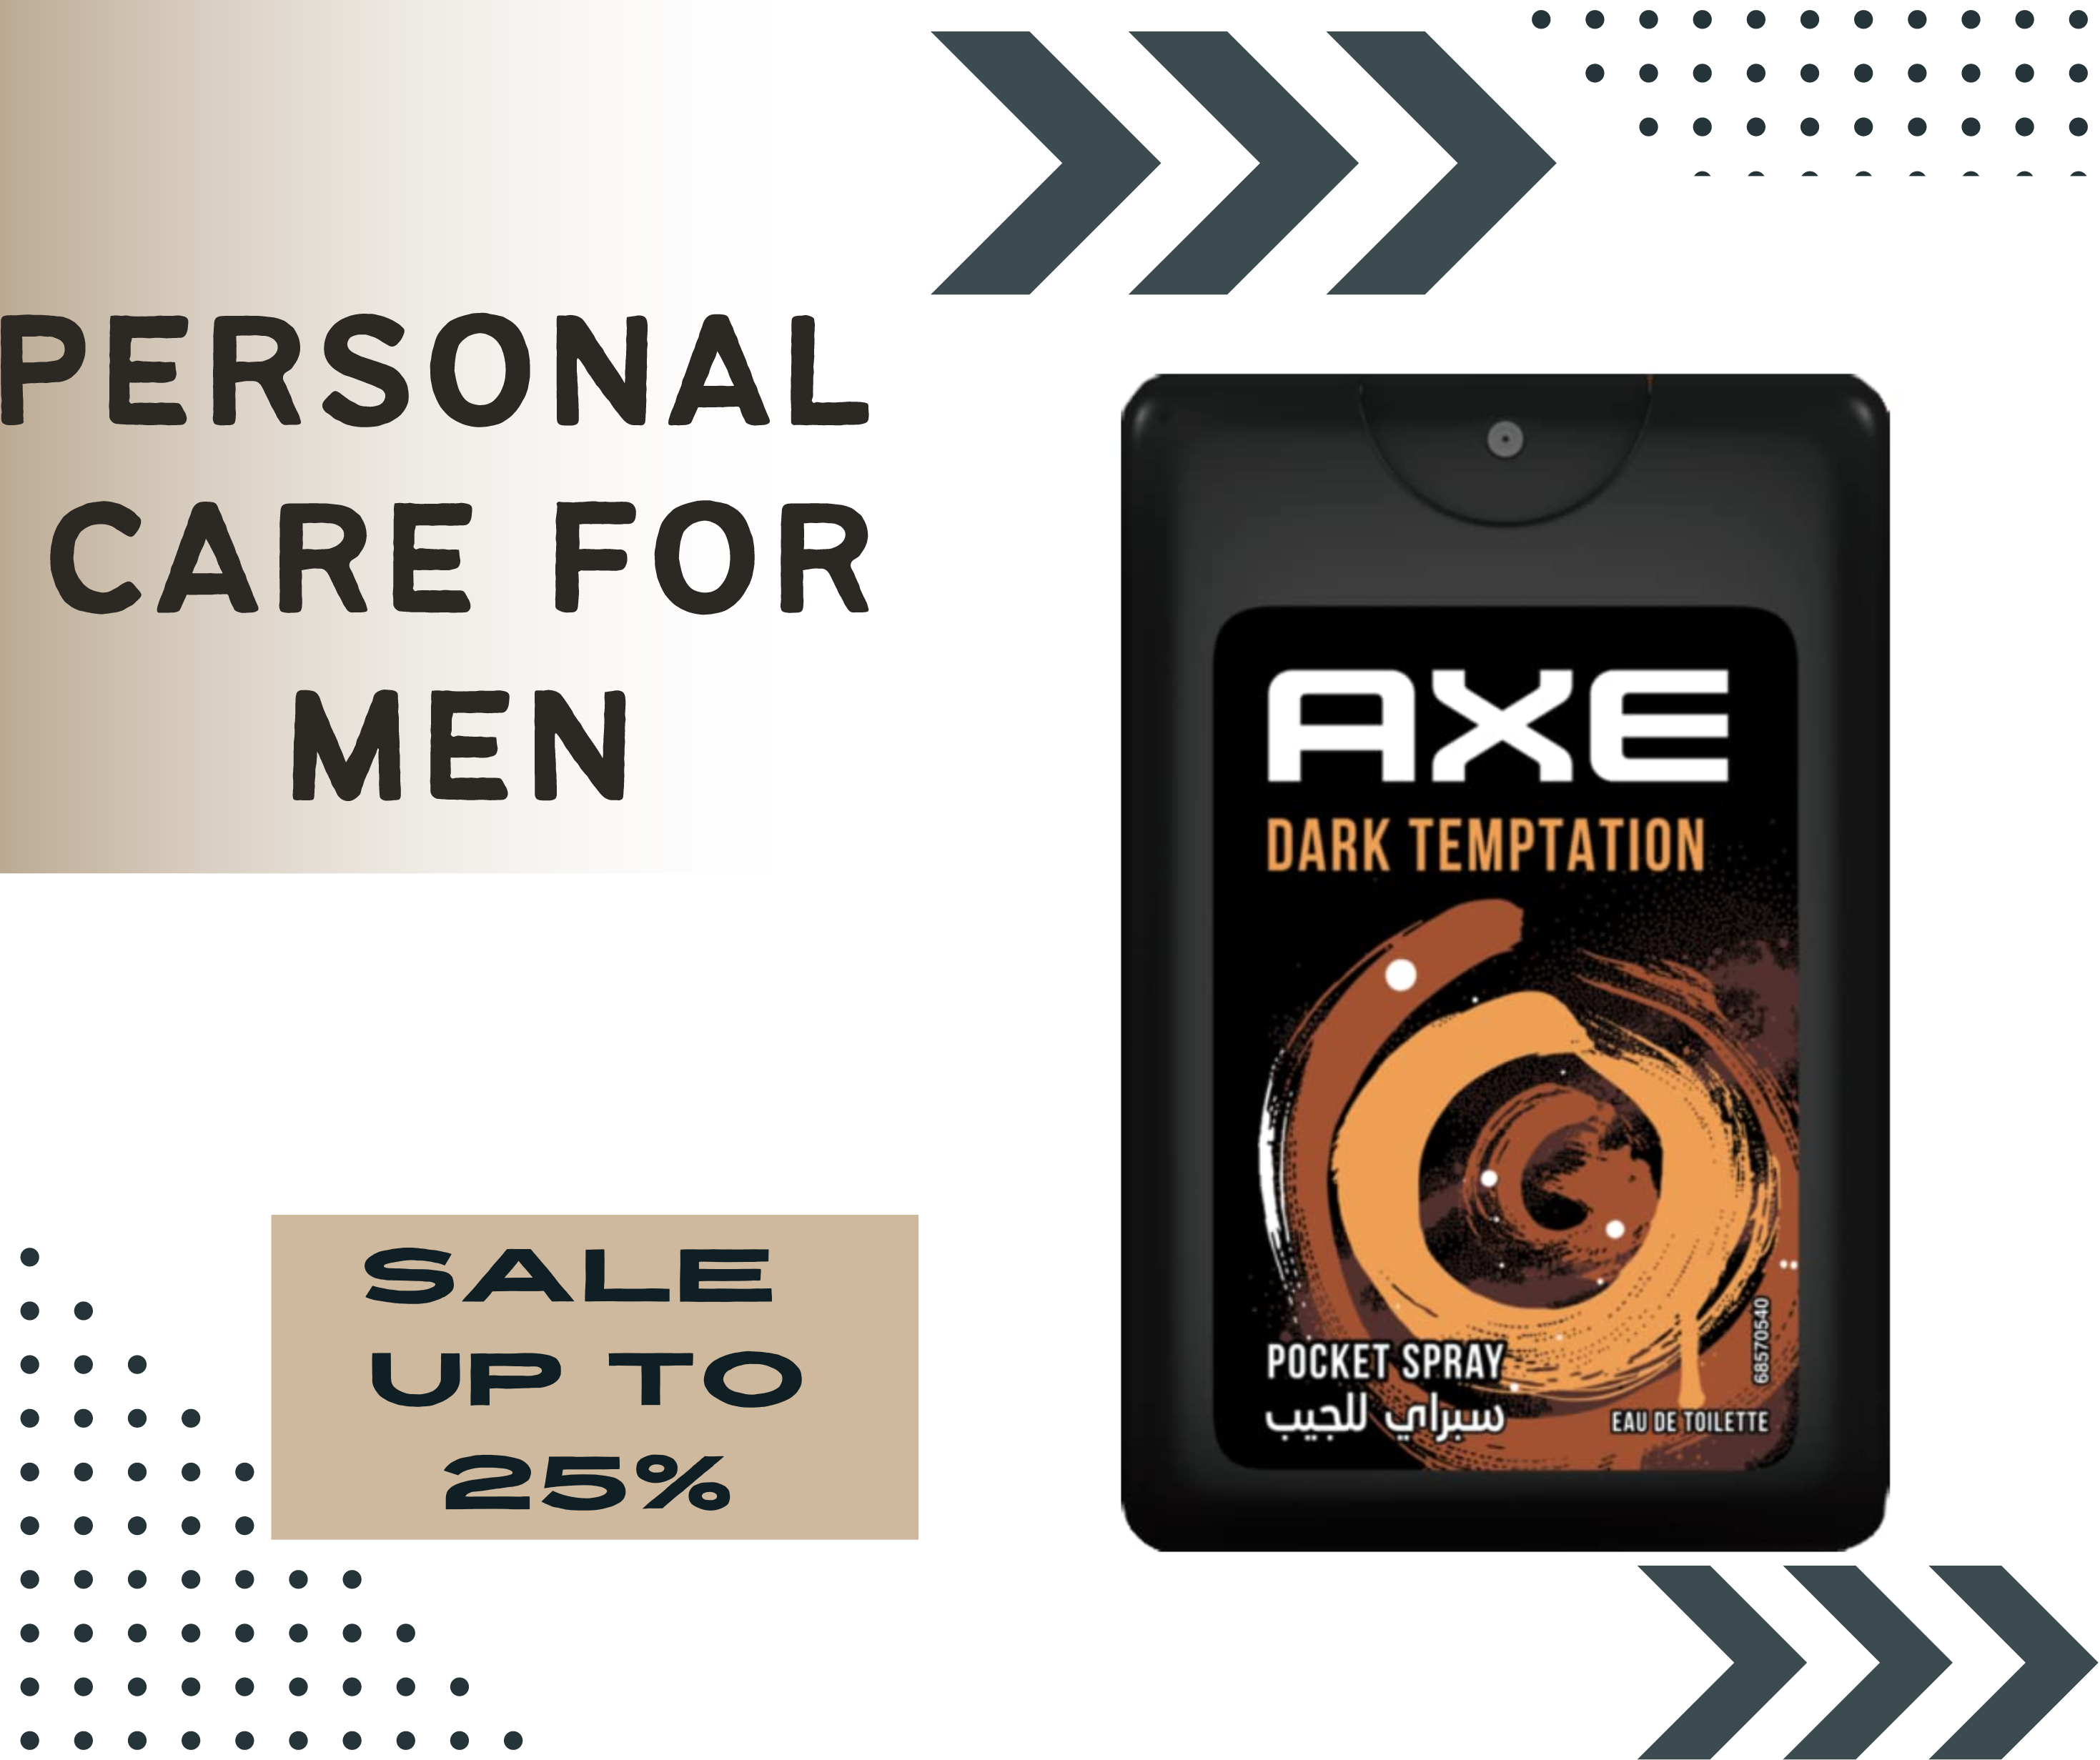 PERSONAL
CARE FOR
MEN
SALE
UP TO
25%
AXE
DARK TEMPTATION
POCKET SPRAY
سبراي للجيب
EAU DE TOILETTE
68570540